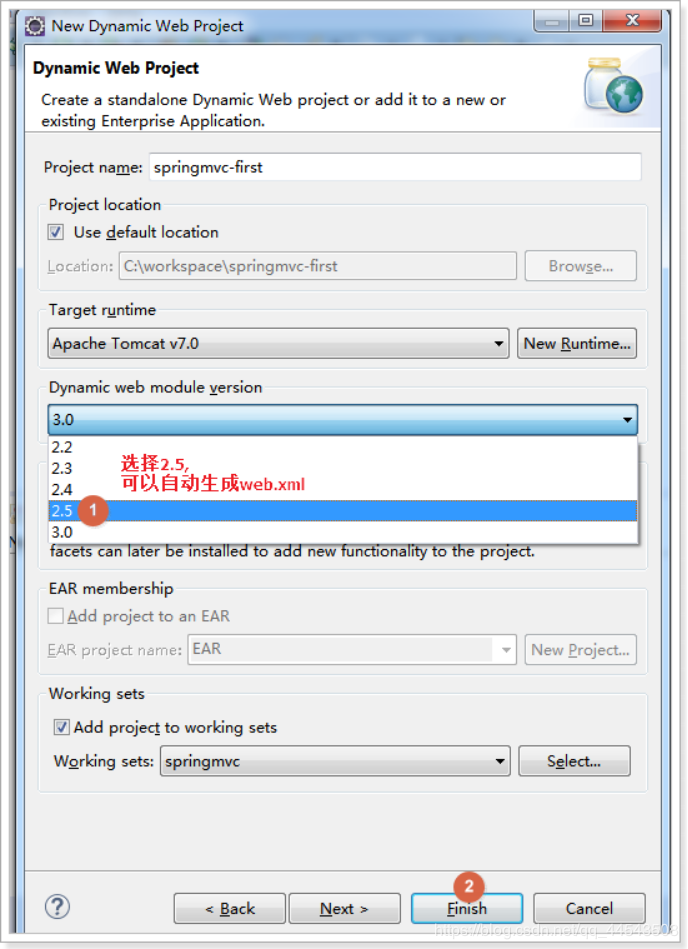 New Dynamic Web Project
Dynamic Web Project
Create a standalone Dynamic Web project or add it to a new or
existing Enterprise Application.
Project name: springmvc-first
Project location
Use default location
Location: C:\workspace\springmvc-first Browse...
Target runtime
Apache Tomcat v7.0 New Runtime...
Dynamic web module version
3.0
2.2
2.3
2.4
2.5
3.0
选择2.5,
可以自动生成web.xml
1
facets can later be installed to add new functionality to the project.
EAR membership
Add project to an EAR
EAR project name: EAR New Project...
Working sets
Add project to working sets
Working sets: springmvc Select...
2
? < Back Next > Finish Cancel